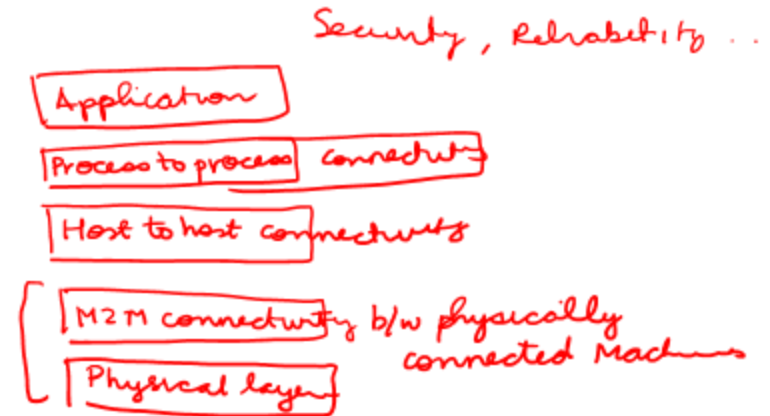 Security, Reliability ..
Application
Process to process connectivity
Host to host connectivity
M2M connectivity b/w physically
connected Machines
Physical layer